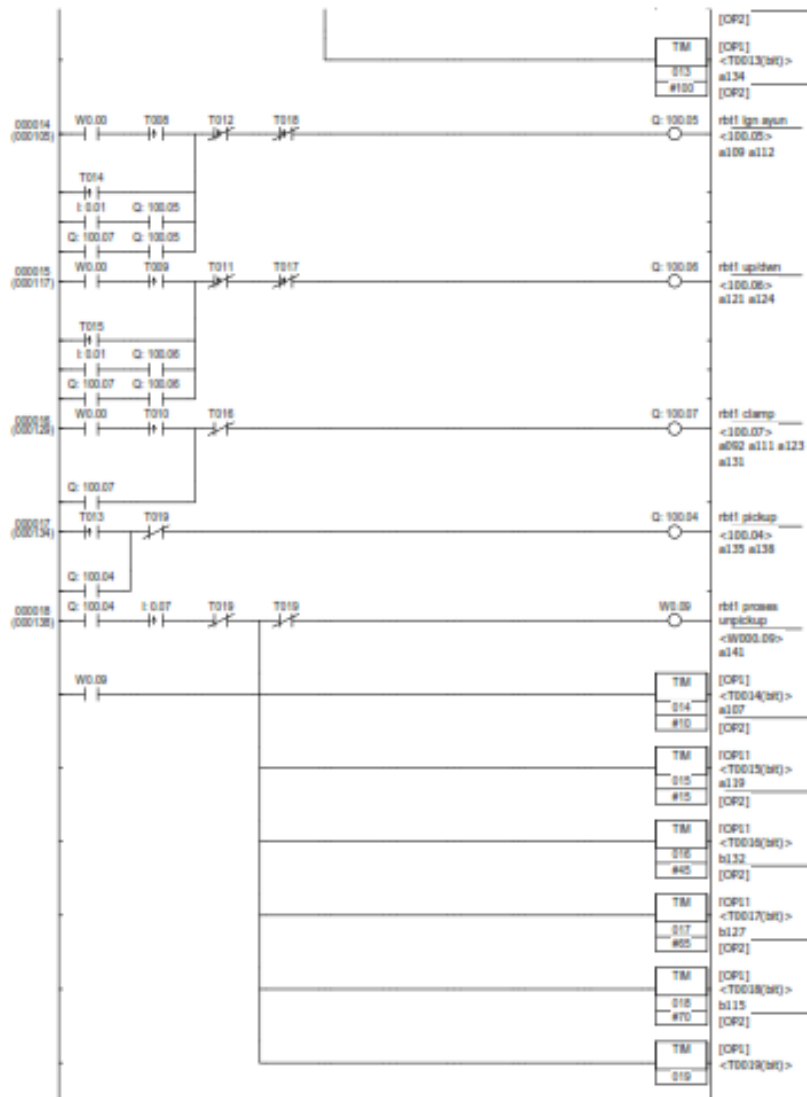 [OP2]
TIM [OP1]
<T0013(bit)>
013 a134
#100 [OP2]
000014 W0.00 T008 T012 T018 Q: 100.05 rbt1 lgn ayun
(000105) <100.05>
a109 a112
T014
I: 0.01 Q: 100.05
Q: 100.07 Q: 100.05
000015 W0.00 T009 T011 T017 Q: 100.06 rbt1 up/dwn
(000117) <100.06>
a121 a124
T015
I: 0.01 Q: 100.06
Q: 100.07 Q: 100.06
000016 W0.00 T010 T016 Q: 100.07 rbt1 clamp
(000129) <100.07>
a092 a111 a123
a131
Q: 100.07
000017 T013 T019 Q: 100.04 rbt1 pickup
(000134) <100.04>
a135 a138
Q: 100.04
000018 Q: 100.04 I: 0.07 T019 T019 W0.09 rbt1 proses
(000138) unpickup
<W000.09>
a141
W0.09 TIM [OP1]
<T0014(bit)>
014 a107
#10 [OP2]
TIM [OP1]
<T0015(bit)>
015 a119
#15 [OP2]
TIM [OP1]
<T0016(bit)>
016 b132
#45 [OP2]
TIM [OP1]
<T0017(bit)>
017 b127
#65 [OP2]
TIM [OP1]
<T0018(bit)>
018 b115
#70 [OP2]
TIM [OP1]
<T0019(bit)>
019